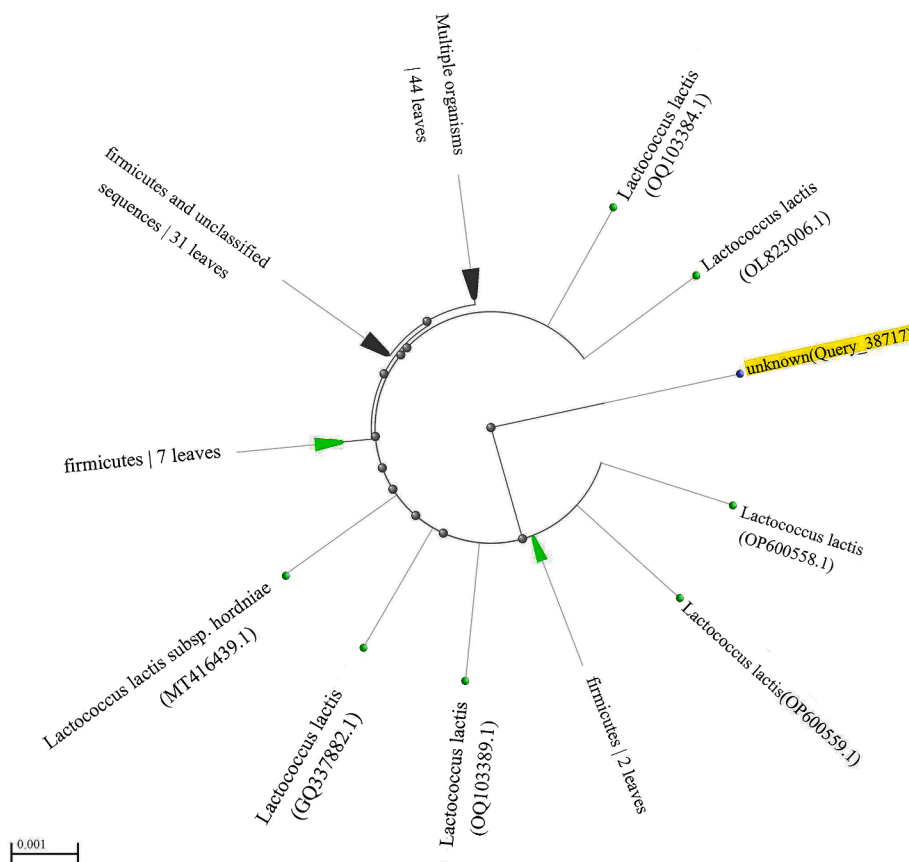 Multiple organisms
| 44 leaves
Lactococcus lactis
(OQ103384.1)
Lactococcus lactis
(OL823006.1)
unknown(Query_38717
Lactococcus lactis
(OP600558.1)
Lactococcus lactis(OP600559.1)
firmicutes | 2 leaves
Lactococcus lactis
(OQ103389.1)
Lactococcus lactis
(GQ337882.1)
Lactococcus lactis subsp. hordniae
(MT416439.1)
firmicutes | 7 leaves
firmicutes and unclassified
sequences | 31 leaves
0.001